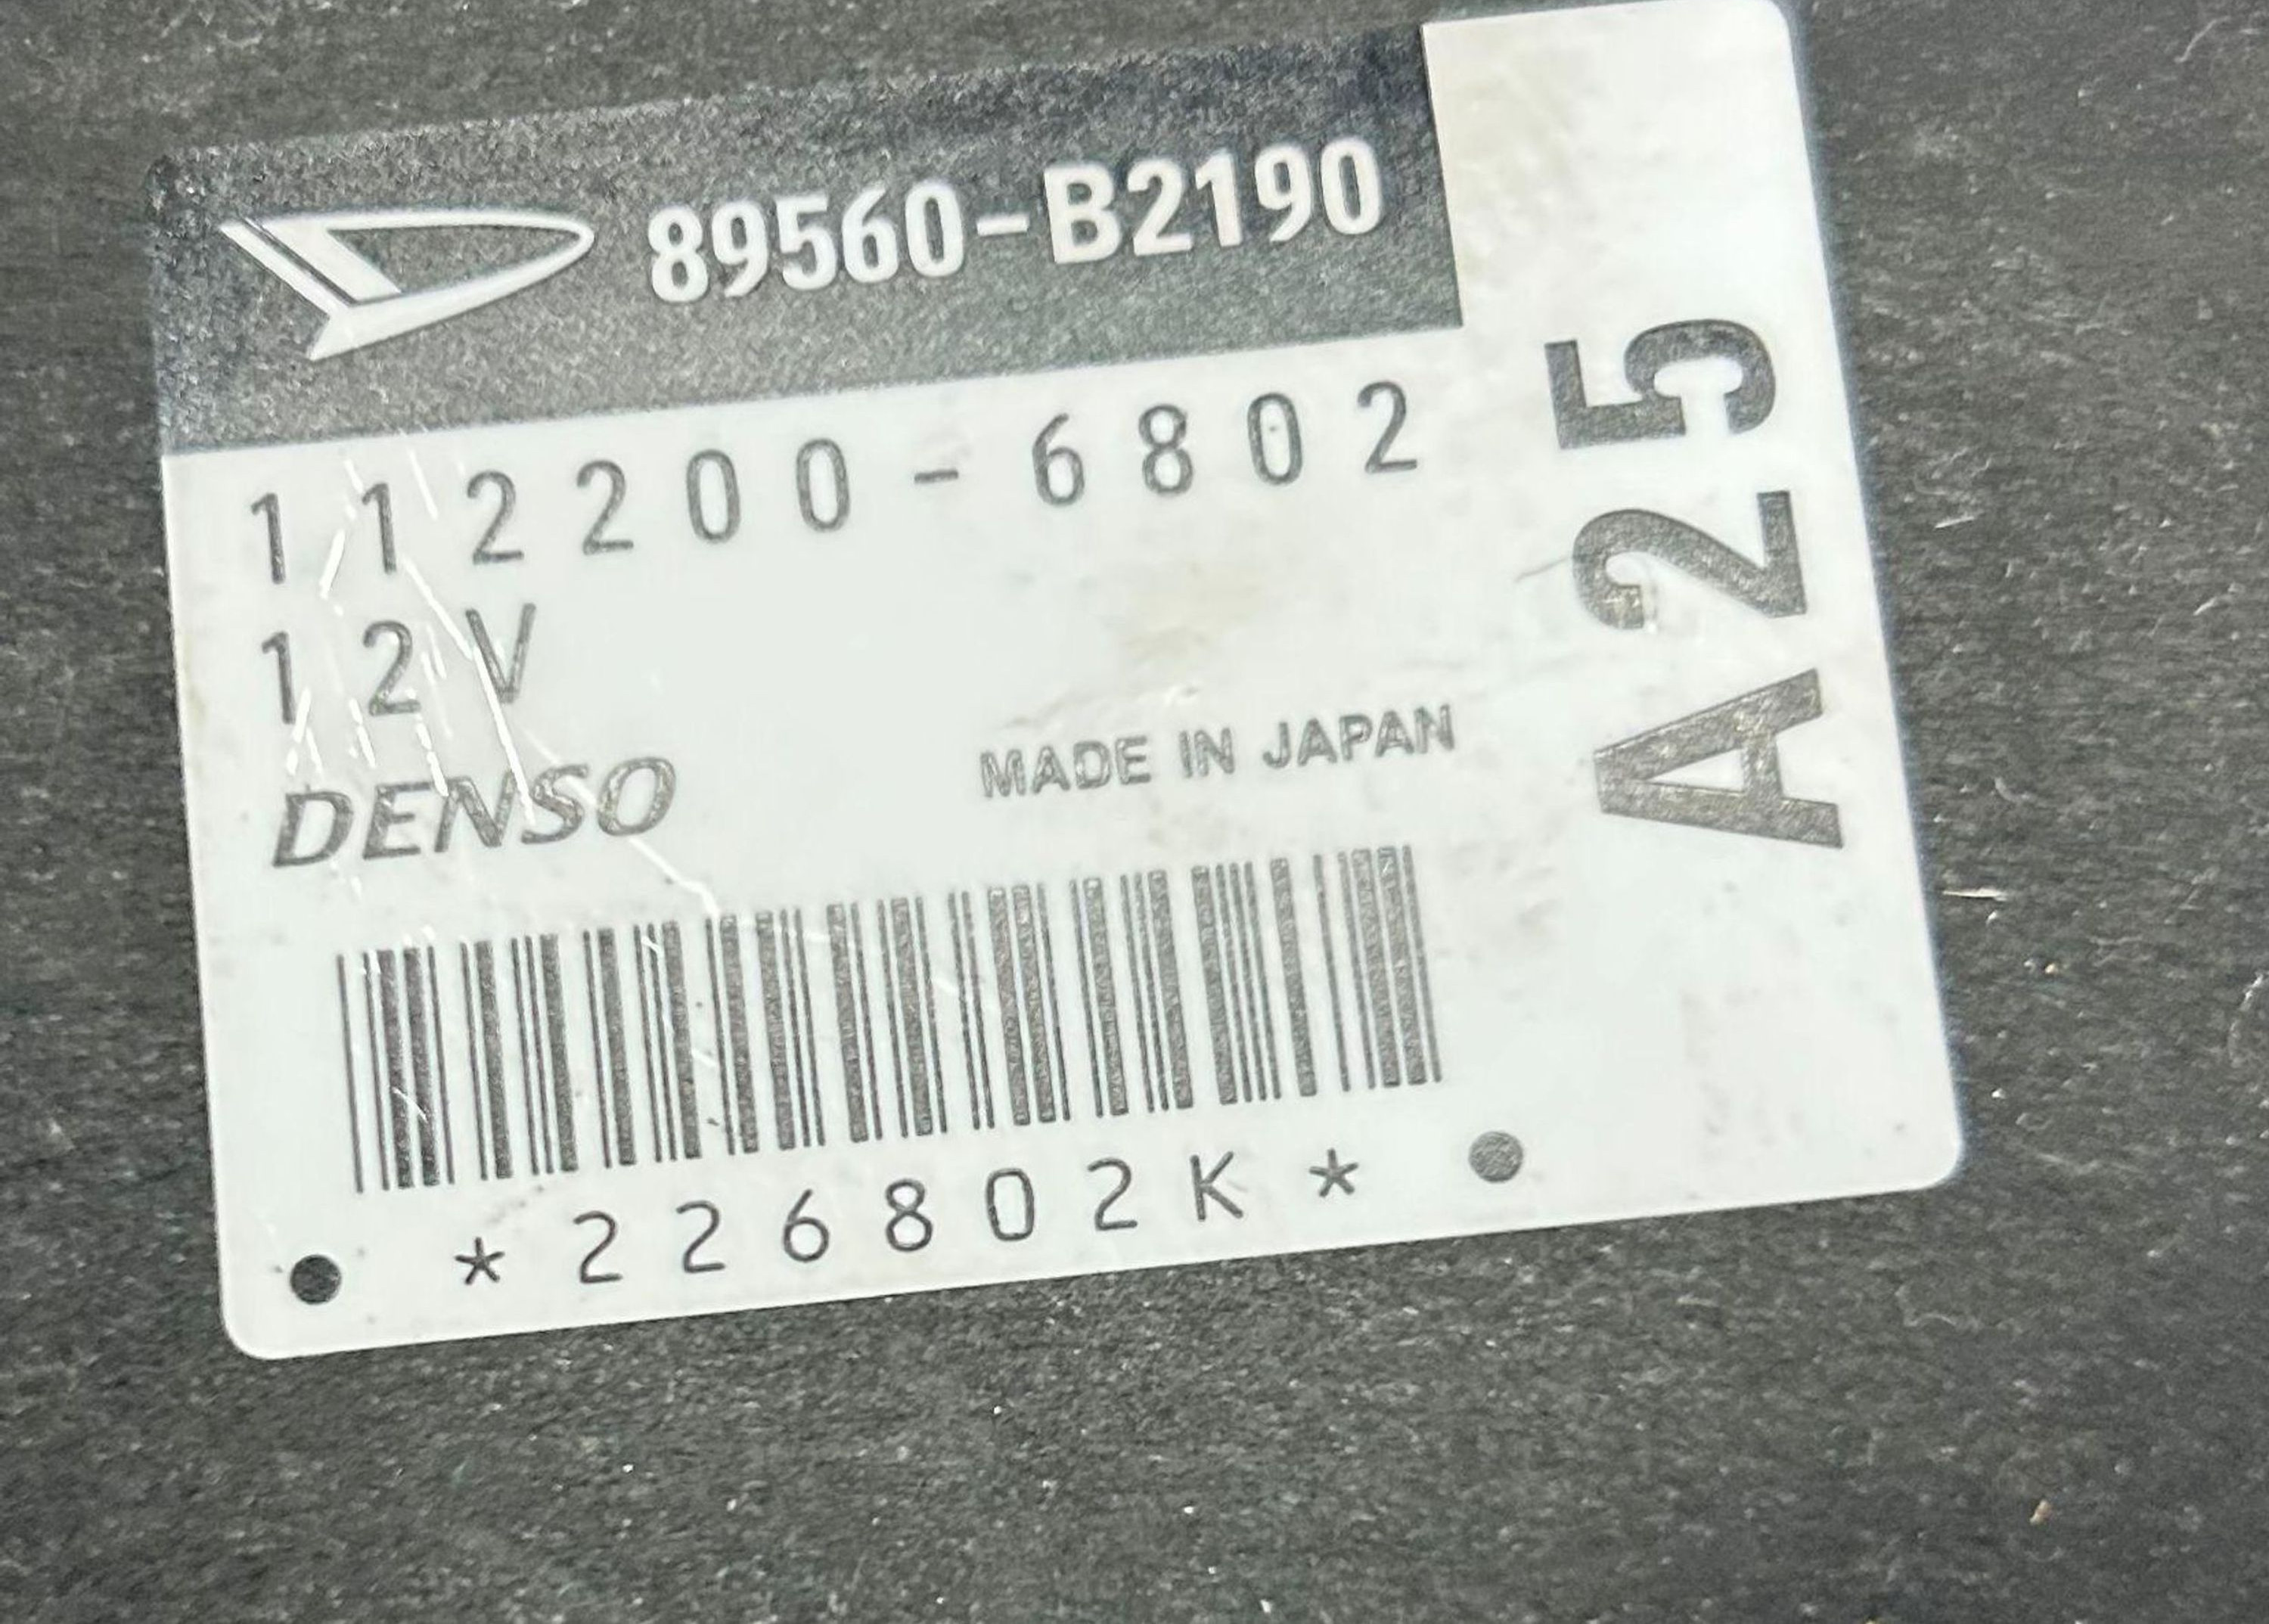 89560-B2190
112200-6802
12V
DENSO
MADE IN JAPAN
*226802K*
A25